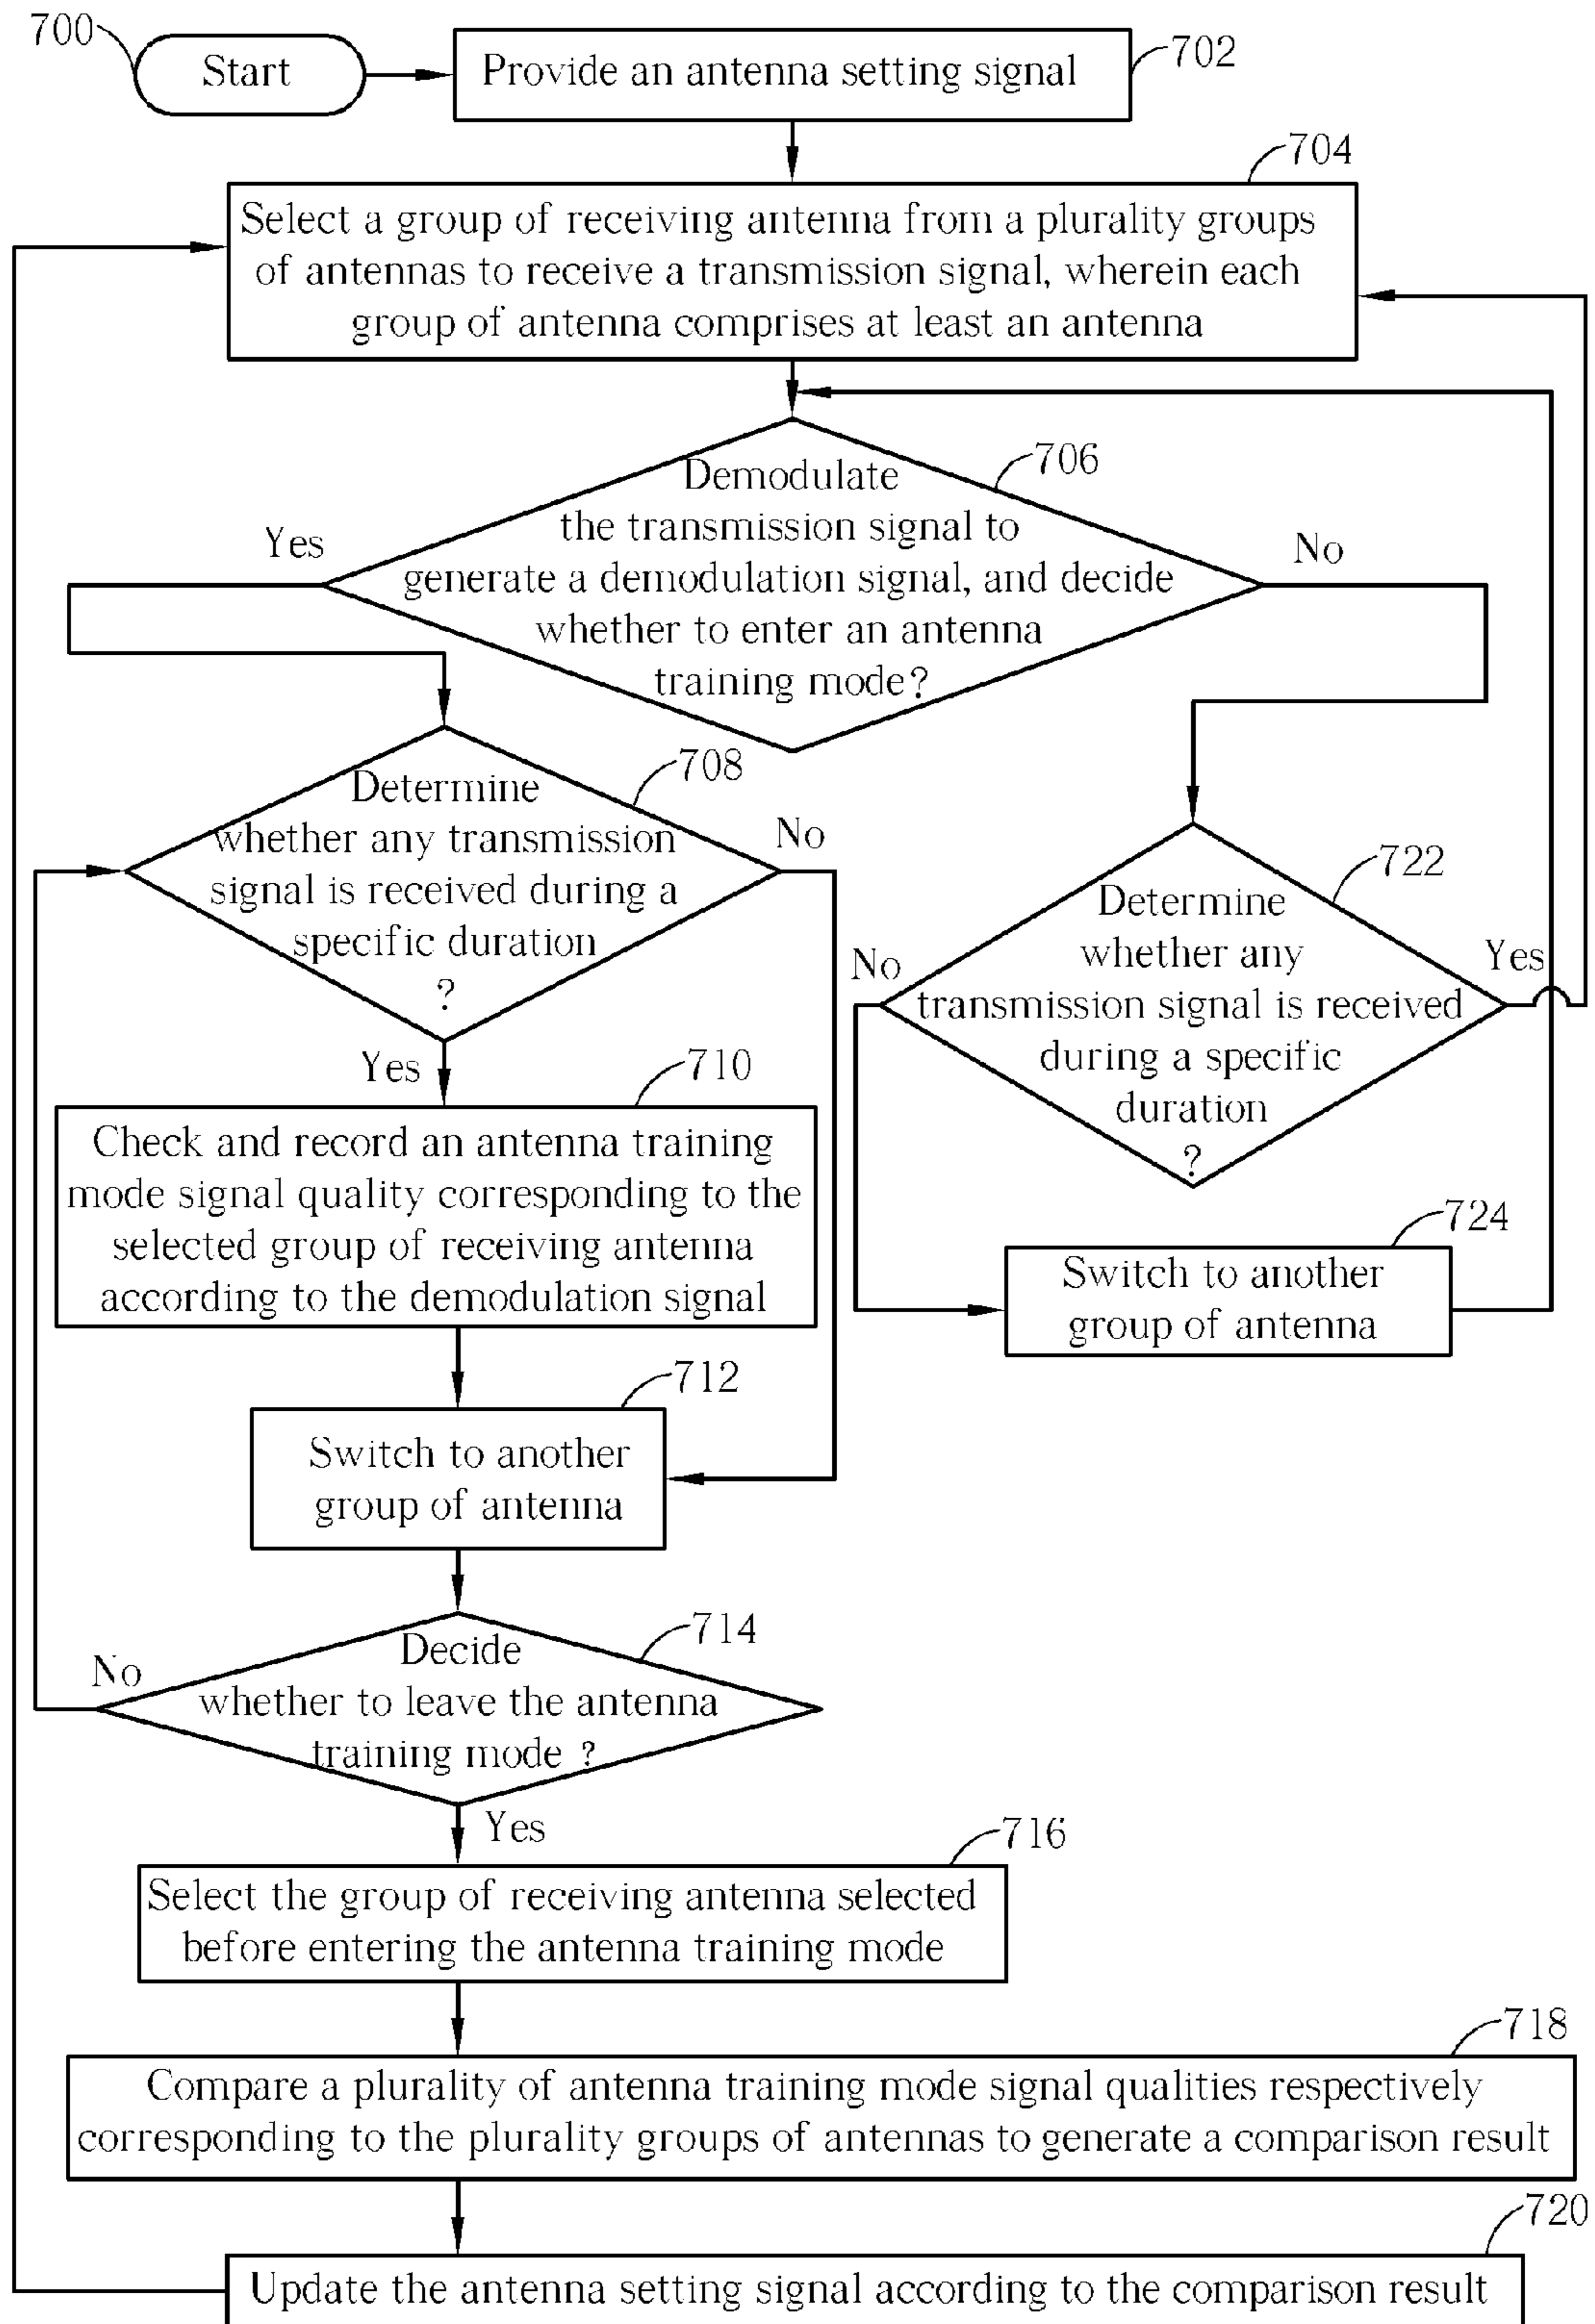 700
Start
Provide an antenna setting signal
702
704
Select a group of receiving antenna from a plurality groups
of antennas to receive a transmission signal, wherein each
group of antenna comprises at least an antenna
706
Demodulate
the transmission signal to
generate a demodulation signal, and decide
whether to enter an antenna
training mode?
Yes
No
708
Determine
whether any transmission
signal is received during a
specific duration
?
No
Yes
722
Determine
whether any
transmission signal is received
during a specific
duration
?
No
Yes
710
Check and record an antenna training
mode signal quality corresponding to the
selected group of receiving antenna
according to the demodulation signal
724
Switch to another
group of antenna
712
Switch to another
group of antenna
714
Decide
whether to leave the antenna
training mode ?
No
Yes
716
Select the group of receiving antenna selected
before entering the antenna training mode
718
Compare a plurality of antenna training mode signal qualities respectively
corresponding to the plurality groups of antennas to generate a comparison result
720
Update the antenna setting signal according to the comparison result